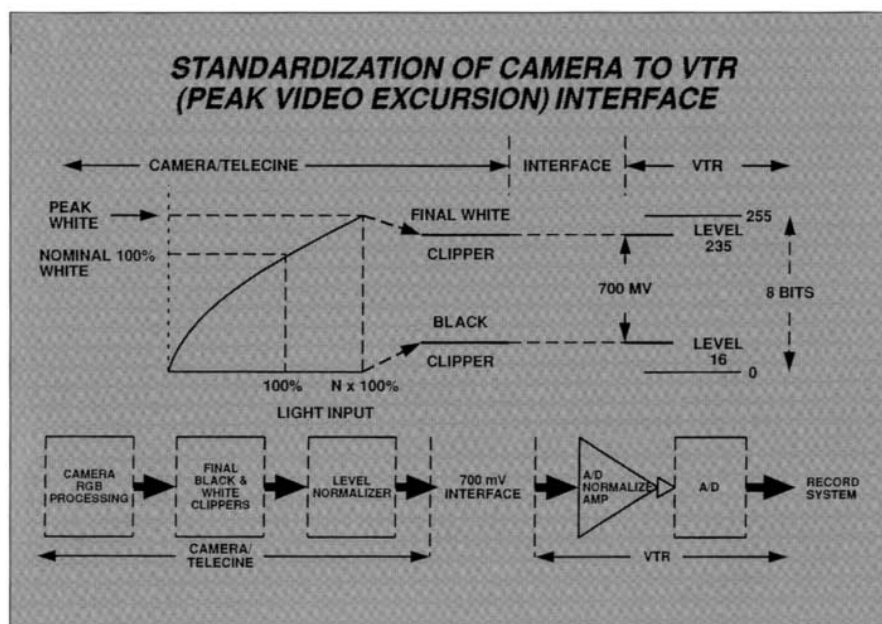 STANDARDIZATION OF CAMERA TO VTR
(PEAK VIDEO EXCURSION) INTERFACE
CAMERA/TELECINE
INTERFACE
VTR
PEAK
WHITE
FINAL WHITE
CLIPPER
255
LEVEL
235
NOMINAL 100%
WHITE
700 MV
8 BITS
BLACK
CLIPPER
LEVEL
16
0
100%
N x 100%
LIGHT INPUT
CAMERA
RGB
PROCESSING
FINAL
BLACK &
WHITE
CLIPPERS
LEVEL
NORMALIZER
700 mV
INTERFACE
A/D
NORMALIZE
AMP
A/D
RECORD
SYSTEM
CAMERA/
TELECINE
VTR